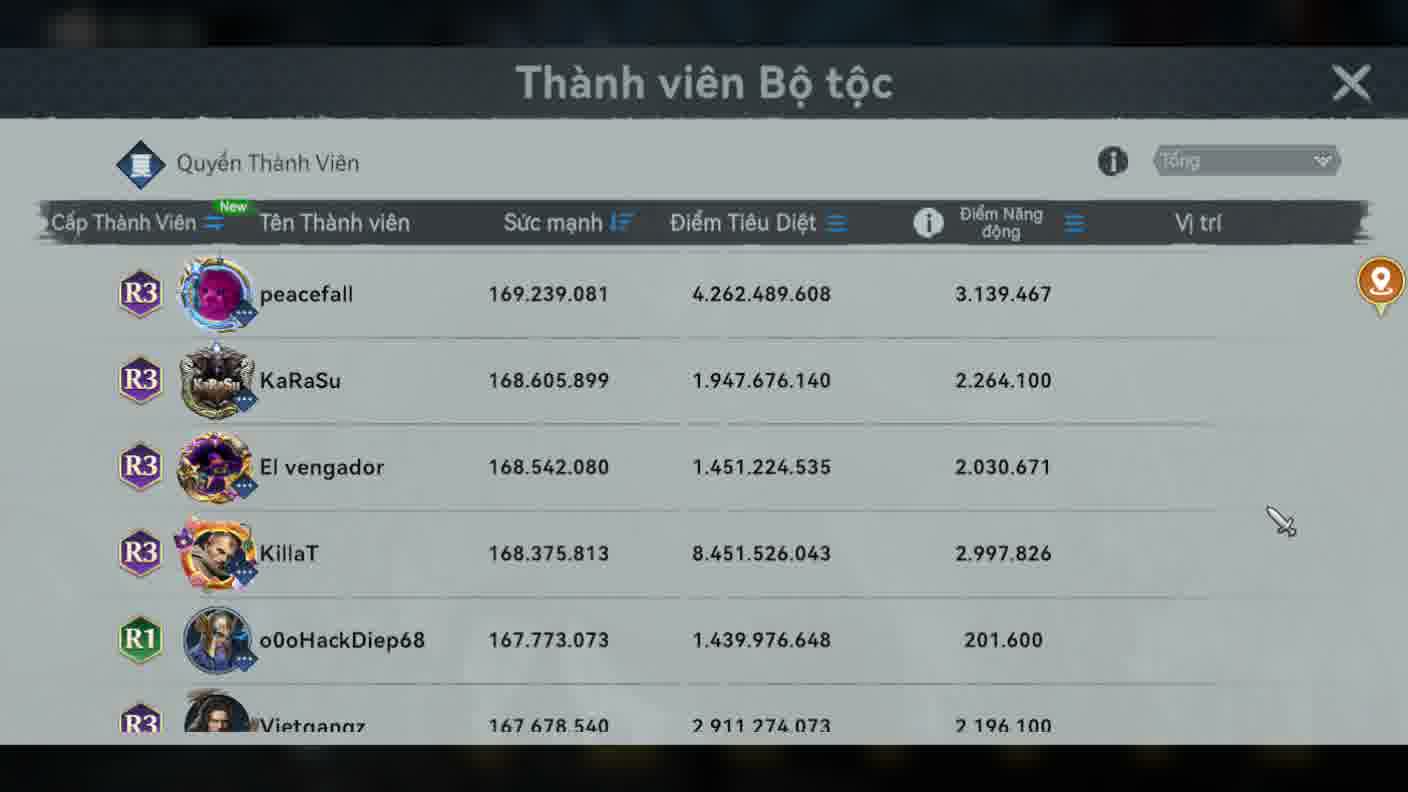 Thành viên Bộ tộc
Quyền Thành Viên
Tổng
Cấp Thành Viên New Tên Thành viên Sức mạnh Điểm Tiêu Diệt Điểm Năng động Vị trí
R3 peacefall 169.239.081 4.262.489.608 3.139.467
R3 KaRaSu KaRaSu 168.605.899 1.947.676.140 2.264.100
R3 El vengador 168.542.080 1.451.224.535 2.030.671
R3 KillaT 168.375.813 8.451.526.043 2.997.826
R1 o0oHackDiep68 167.773.073 1.439.976.648 201.600
R3 Vietgangz 167.678.540 2.911.274.073 2.196.100